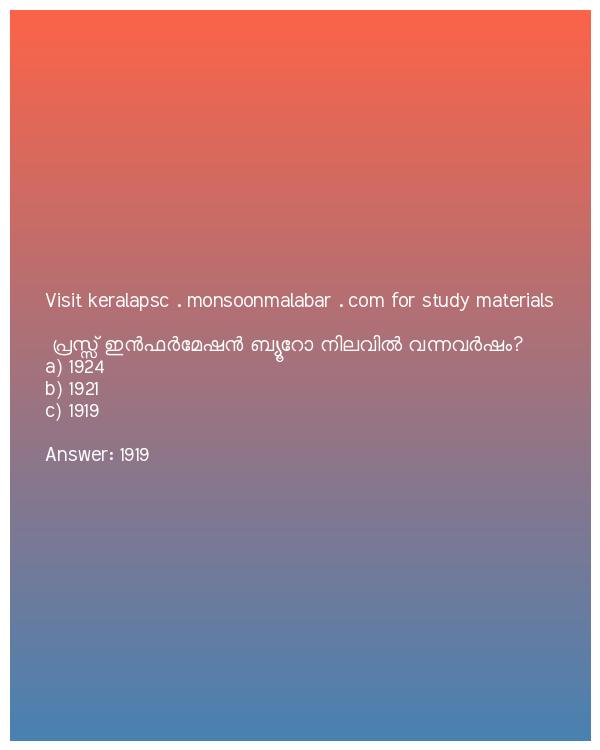 Visit keralapsc . monsoonmalabar . com for study materials
പ്രസ്സ് ഇൻഫർമേഷൻ ബ്യൂറോ നിലവിൽ വന്നവർഷം?
a) 1924
b) 1921
c) 1919
Answer: 1919